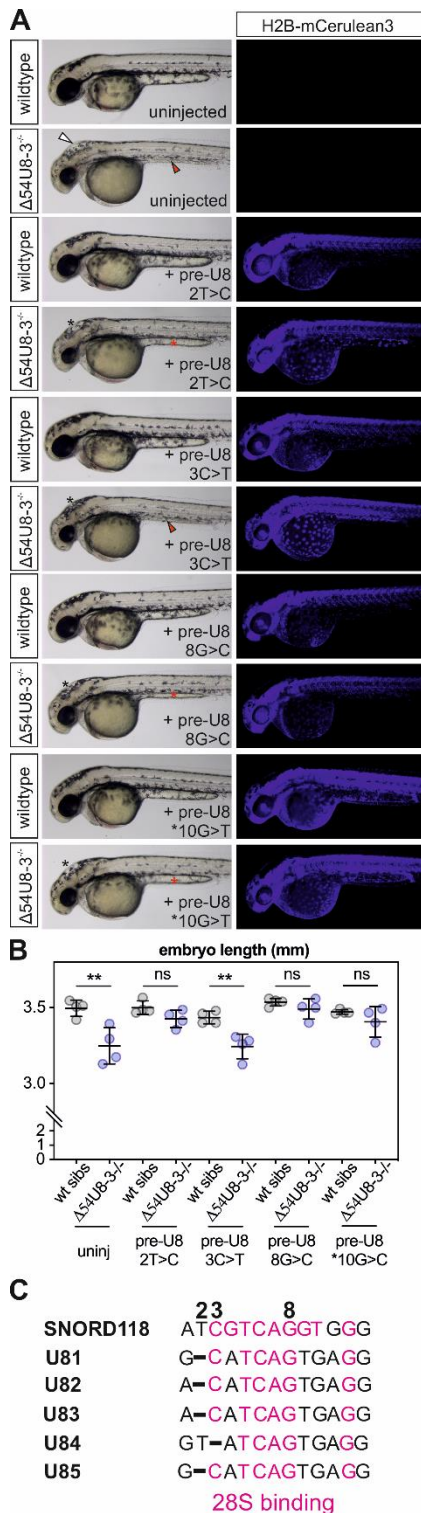 A
H2B-mCerulean3
wildtype
uninjected
Δ54U8-3-/-
uninjected
wildtype
+ pre-U8
2T>C
Δ54U8-3-/-
*
*
+ pre-U8
2T>C
wildtype
+ pre-U8
3C>T
Δ54U8-3-/-
*
+ pre-U8
3C>T
wildtype
+ pre-U8
8G>C
Δ54U8-3-/-
*
*
+ pre-U8
8G>C
wildtype
+ pre-U8
*10G>T
Δ54U8-3-/-
*
*
+ pre-U8
*10G>T
B
embryo length (mm)
** ns ** ns ns
3.5
3.0
2
1
0
wt sibs Δ54U8-3-/- wt sibs Δ54U8-3-/- wt sibs Δ54U8-3-/- wt sibs Δ54U8-3-/- wt sibs Δ54U8-3-/-
uninj pre-U8 pre-U8 pre-U8 pre-U8
2T>C 3C>T 8G>C *10G>C
C
2 3 8
SNORD118 ATCGTCAGGTGGG
U81 G-CATCAGTGAGG
U82 A-CATCAGTGAGG
U83 A-CATCAGTGAGG
U84 GT-ATCAGTGAGG
U85 G-CATCAGTGAGG
28S binding